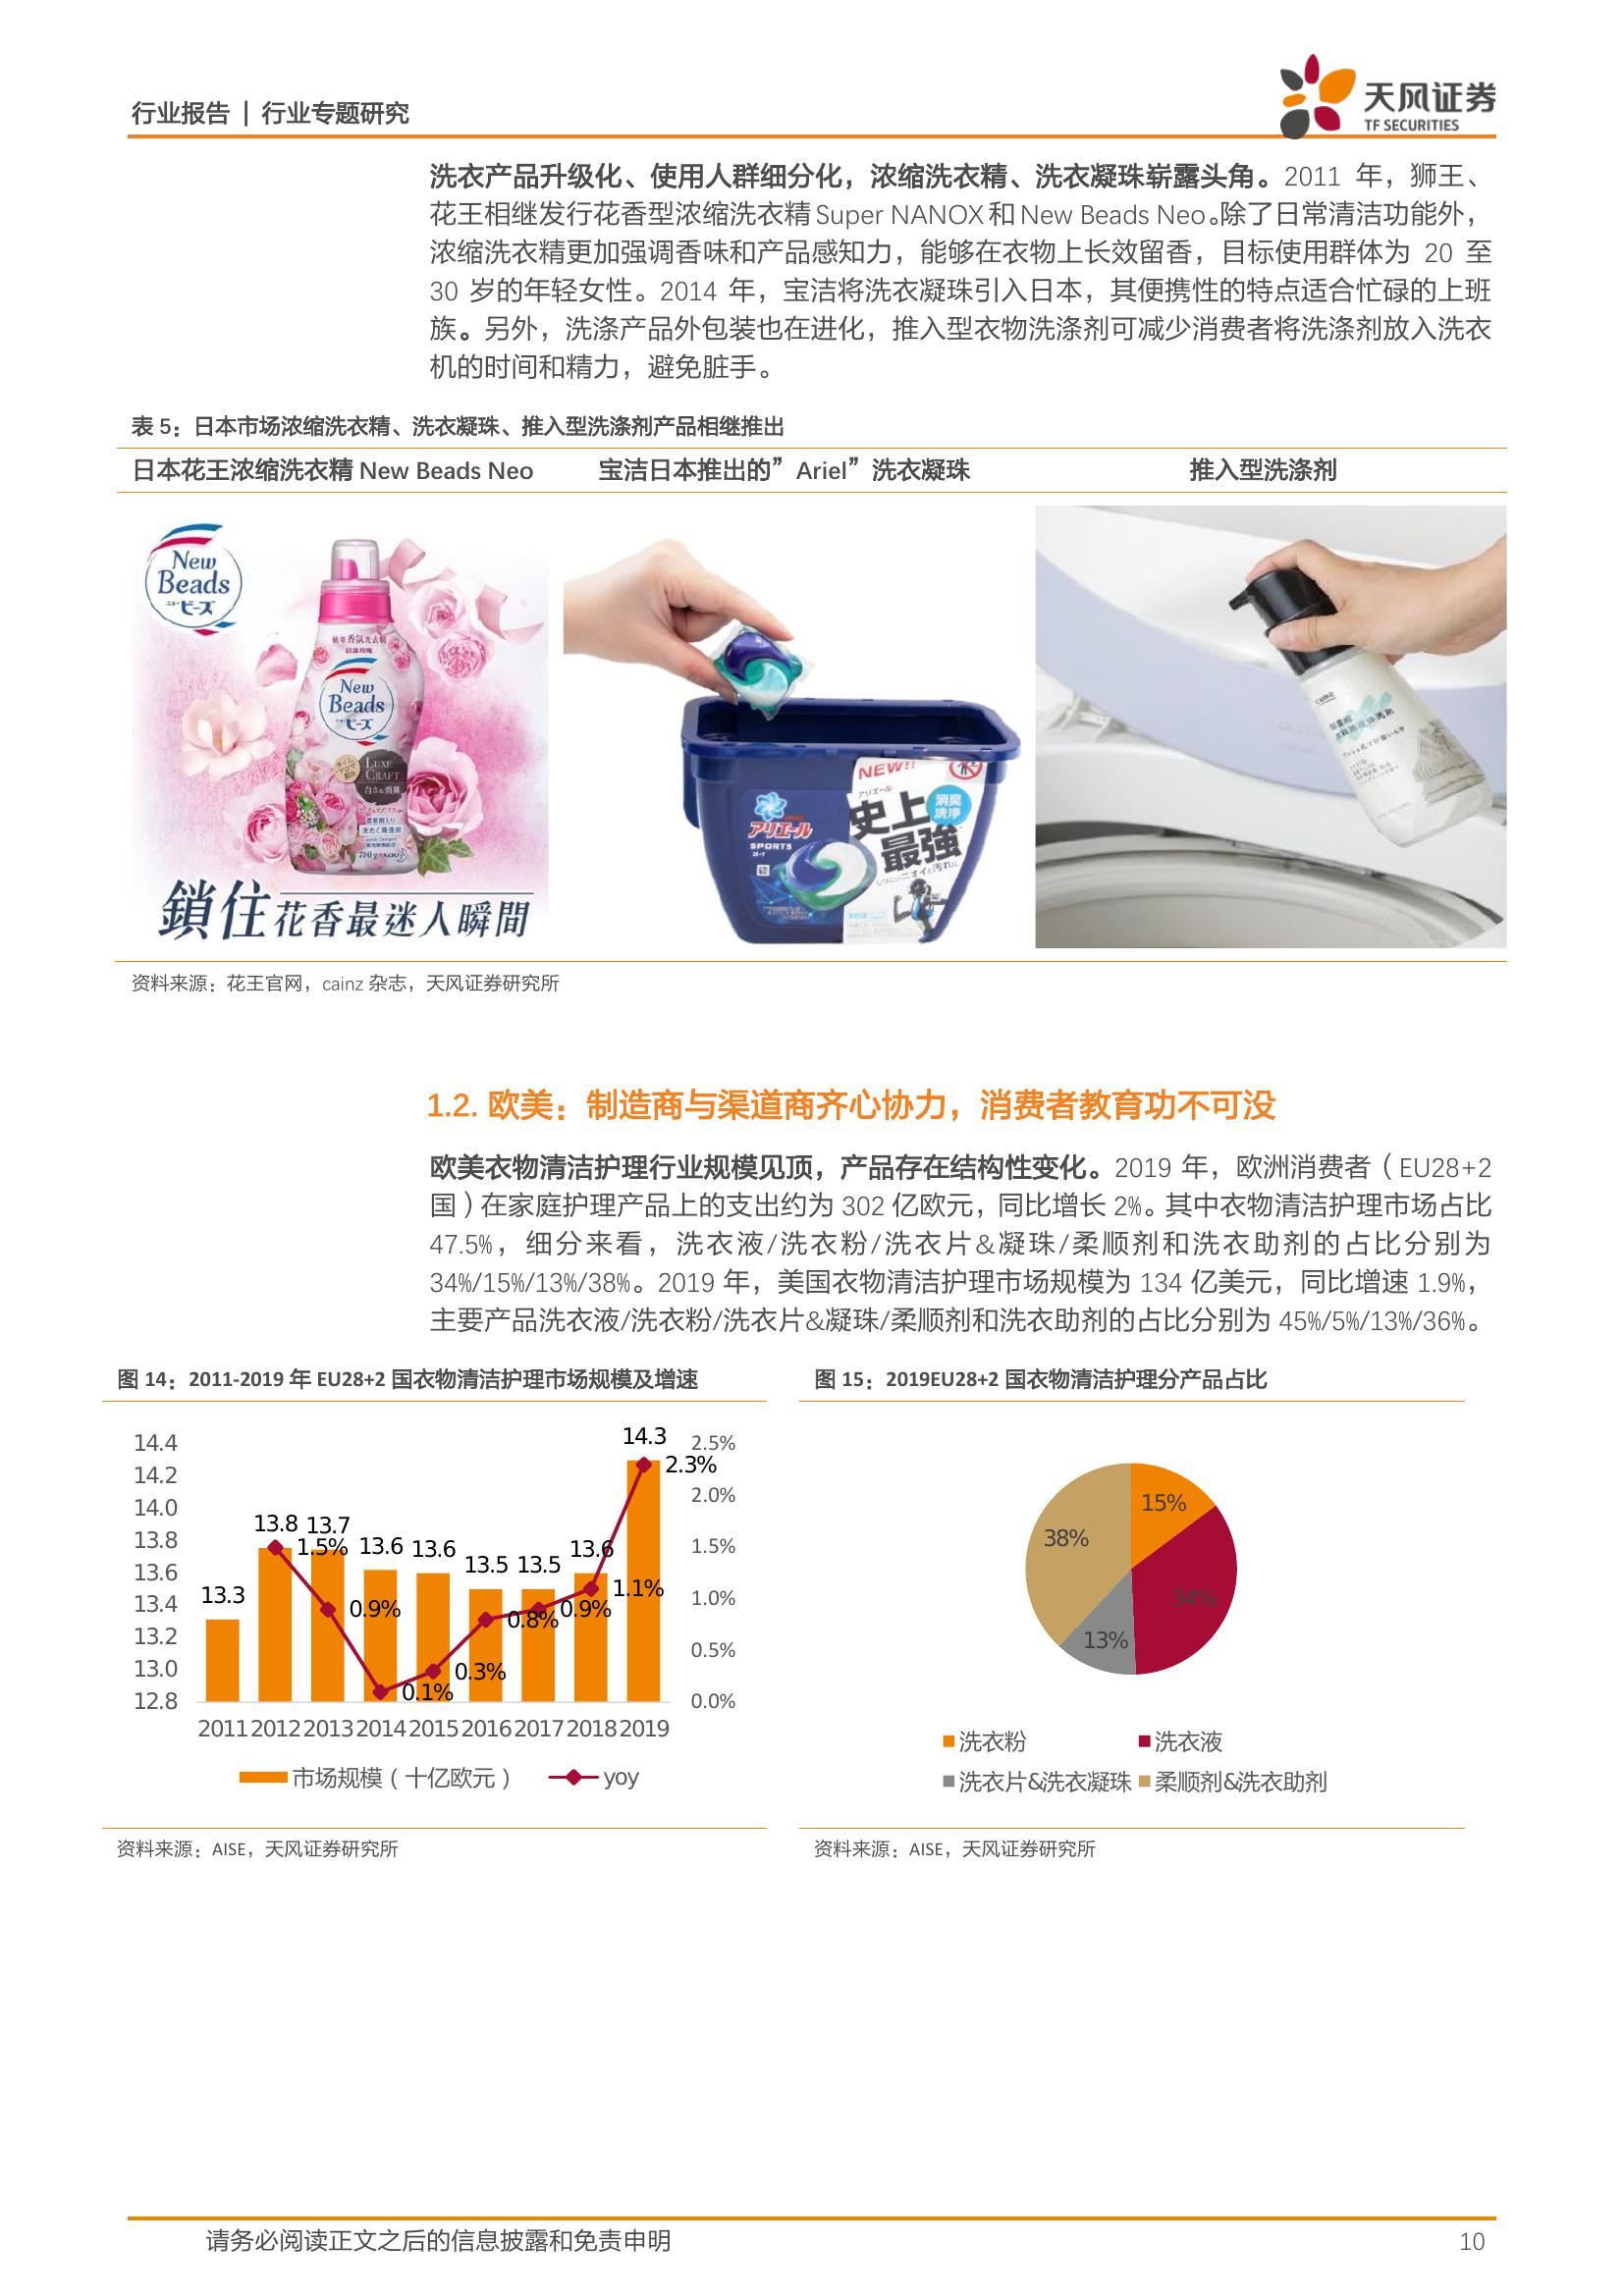 行业报告 | 行业专题研究
天风证券
TF SECURITIES
洗衣产品升级化、使用人群细分化，浓缩洗衣精、洗衣凝珠崭露头角。2011 年，狮王、
花王相继发行花香型浓缩洗衣精 Super NANOX 和 New Beads Neo。除了日常清洁功能外，
浓缩洗衣精更加强调香味和产品感知力，能够在衣物上长效留香，目标使用群体为 20 至
30 岁的年轻女性。2014 年，宝洁将洗衣凝珠引入日本，其便携性的特点适合忙碌的上班
族。另外，洗涤产品外包装也在进化，推入型衣物洗涤剂可减少消费者将洗涤剂放入洗衣
机的时间和精力，避免脏手。
表 5：日本市场浓缩洗衣精、洗衣凝珠、推入型洗涤剂产品相继推出
日本花王浓缩洗衣精 New Beads Neo
宝洁日本推出的”Ariel”洗衣凝珠
推入型洗涤剂
New
Beads
ビーズ
New
Beads
ビーズ
LUXE
CRAFT
白さ&消臭
780 g
鎖住花香最迷人瞬間
NEW!!
アリエール
史上
最強
消臭
洗浄
アリエール
SPORTS
CAINZ
资料来源：花王官网，cainz 杂志，天风证券研究所
1.2. 欧美：制造商与渠道商齐心协力，消费者教育功不可没
欧美衣物清洁护理行业规模见顶，产品存在结构性变化。2019 年，欧洲消费者（EU28+2
国）在家庭护理产品上的支出约为 302 亿欧元，同比增长 2%。其中衣物清洁护理市场占比
47.5%，细分来看，洗衣液/洗衣粉/洗衣片&凝珠/柔顺剂和洗衣助剂的占比分别为
34%/15%/13%/38%。2019 年，美国衣物清洁护理市场规模为 134 亿美元，同比增速 1.9%，
主要产品洗衣液/洗衣粉/洗衣片&凝珠/柔顺剂和洗衣助剂的占比分别为 45%/5%/13%/36%。
图 14：2011-2019 年 EU28+2 国衣物清洁护理市场规模及增速
14.4
14.2
14.0
13.8
13.6
13.4
13.2
13.0
12.8
13.3
13.8
13.7
13.6
13.6
13.5
13.5
13.6
14.3
1.5%
0.9%
0.1%
0.3%
0.8%
0.9%
1.1%
2.3%
2.5%
2.0%
1.5%
1.0%
0.5%
0.0%
2011 2012 2013 2014 2015 2016 2017 2018 2019
市场规模（十亿欧元） yoy
资料来源：AISE，天风证券研究所
图 15：2019EU28+2 国衣物清洁护理分产品占比
15%
34%
13%
38%
洗衣粉 洗衣液
洗衣片&洗衣凝珠 柔顺剂&洗衣助剂
资料来源：AISE，天风证券研究所
请务必阅读正文之后的信息披露和免责申明
10